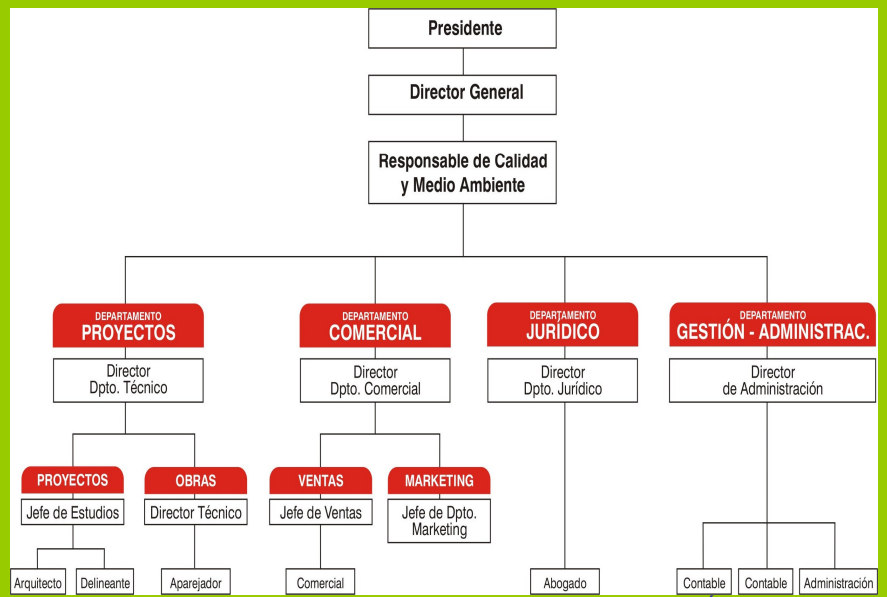 Presidente
Director General
Responsable de Calidad
y Medio Ambiente
DEPARTAMENTO
PROYECTOS
Director
Dpto. Técnico
DEPARTAMENTO
COMERCIAL
Director
Dpto. Comercial
DEPARTAMENTO
JURÍDICO
Director
Dpto. Jurídico
DEPARTAMENTO
GESTIÓN - ADMINISTRAC.
Director
de Administración
PROYECTOS
Jefe de Estudios
OBRAS
Director Técnico
VENTAS
Jefe de Ventas
MARKETING
Jefe de Dpto.
Marketing
Arquitecto
Delineante
Aparejador
Comercial
Abogado
Contable
Contable
Administración